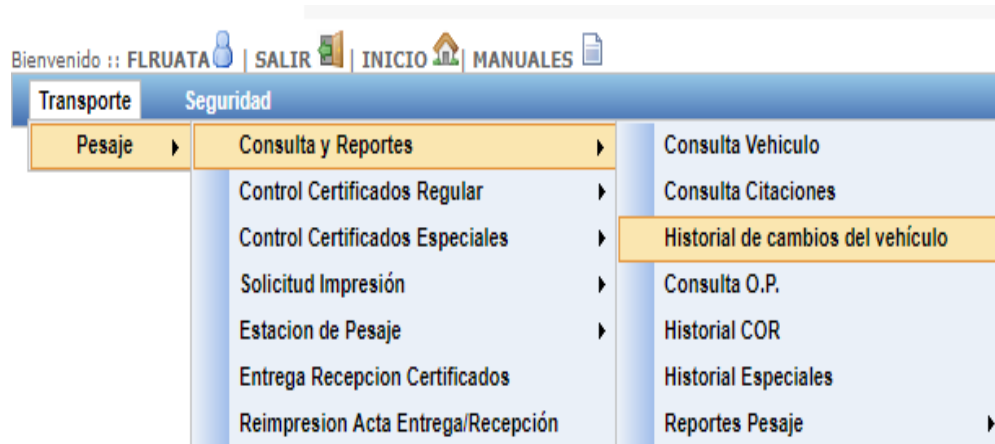 Bienvenido :: FLRUATA | SALIR | INICIO | MANUALES
Transporte Seguridad
Pesaje Consulta y Reportes Consulta Vehiculo
Control Certificados Regular Consulta Citaciones
Control Certificados Especiales Historial de cambios del vehículo
Solicitud Impresión Consulta O.P.
Estacion de Pesaje Historial COR
Entrega Recepcion Certificados Historial Especiales
Reimpresion Acta Entrega/Recepción Reportes Pesaje